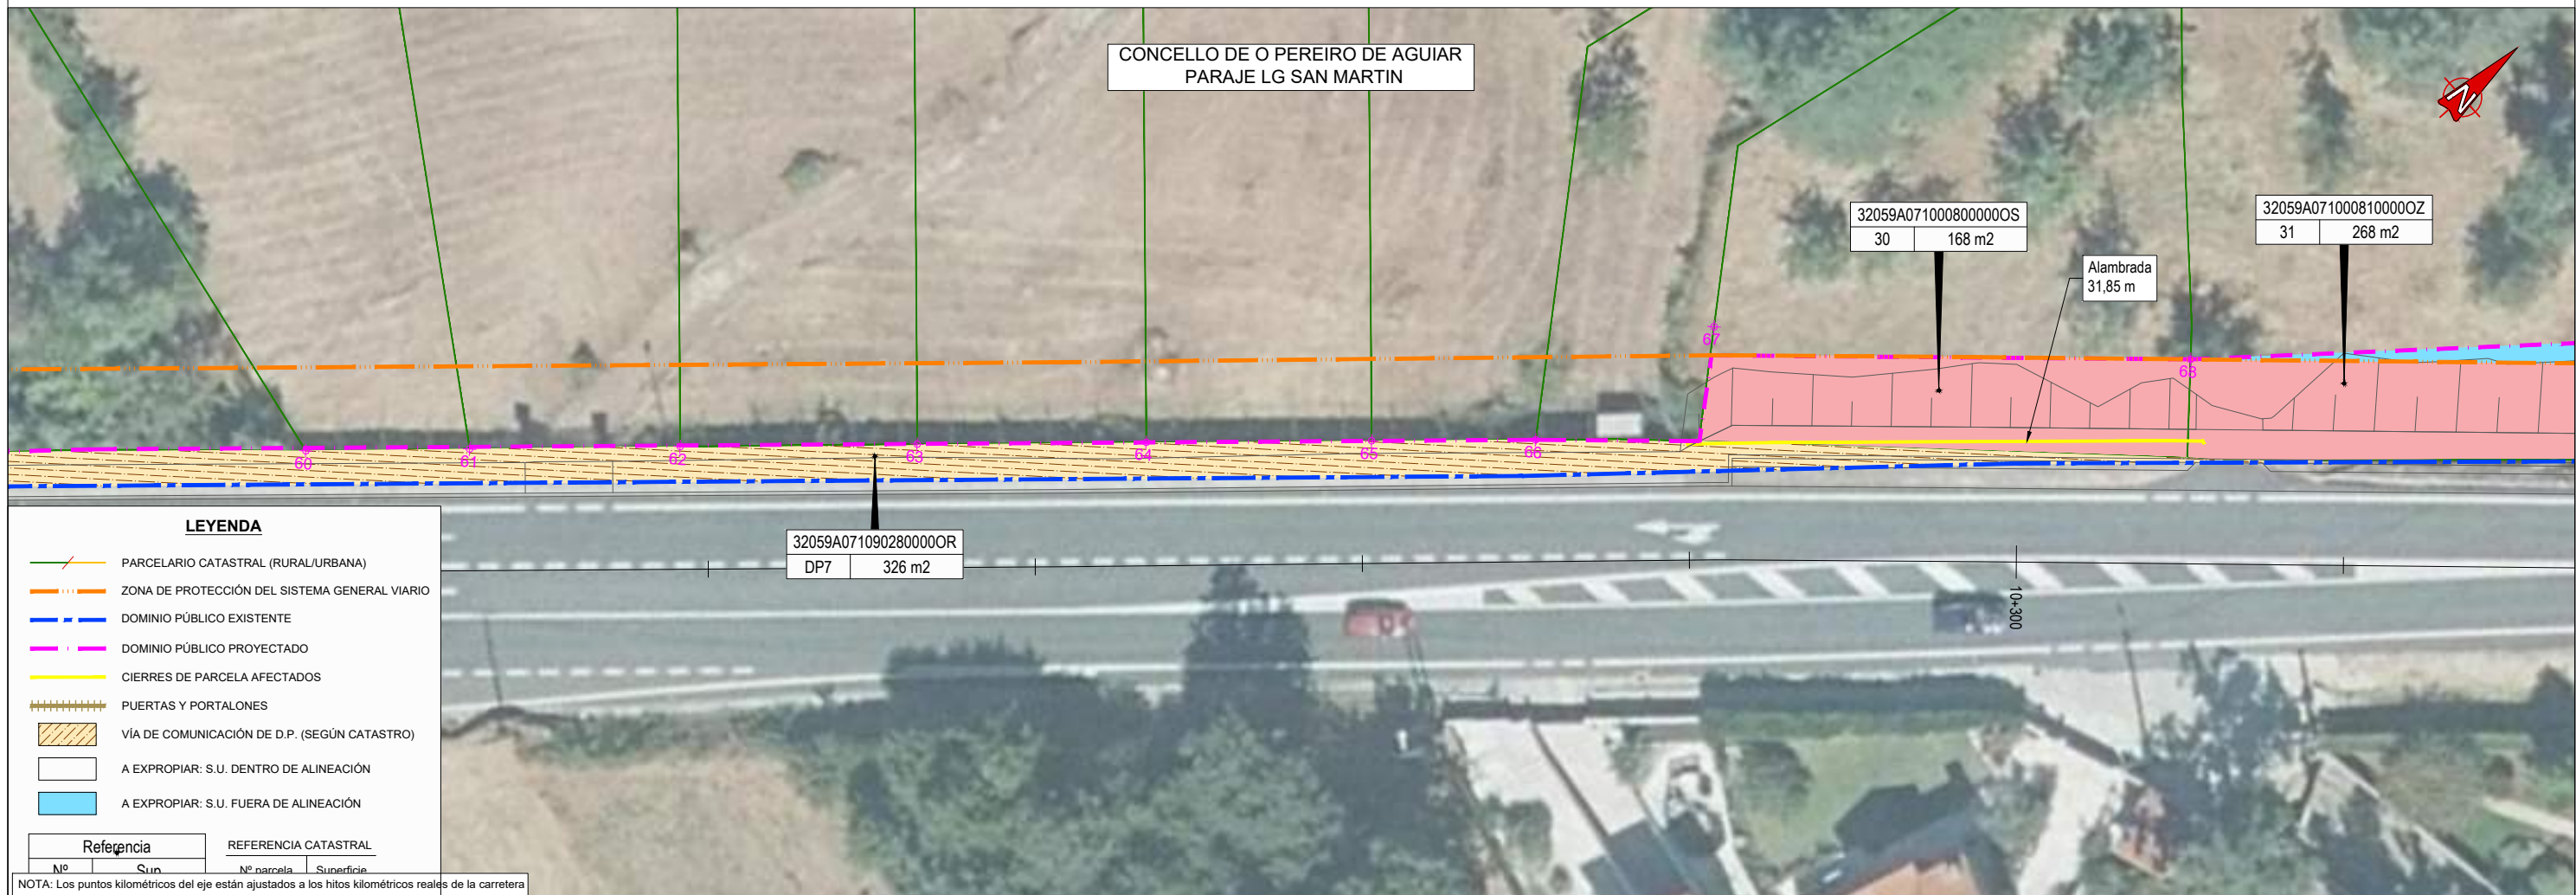 CONCELLO DE O PEREIRO DE AGUIAR
PARAJE LG SAN MARTIN
N
32059A071000800000OS
30 168 m2
32059A071000810000OZ
31 268 m2
Alambrada
31,85 m
67
68
60
61
62
63
64
65
66
32059A071090280000OR
DP7 326 m2
10+300
LEYENDA
PARCELARIO CATASTRAL (RURAL/URBANA)
ZONA DE PROTECCIÓN DEL SISTEMA GENERAL VIARIO
DOMINIO PÚBLICO EXISTENTE
DOMINIO PÚBLICO PROYECTADO
CIERRES DE PARCELA AFECTADOS
PUERTAS Y PORTALONES
VÍA DE COMUNICACIÓN DE D.P. (SEGÚN CATASTRO)
A EXPROPIAR: S.U. DENTRO DE ALINEACIÓN
A EXPROPIAR: S.U. FUERA DE ALINEACIÓN
Referencia REFERENCIA CATASTRAL
Nº Sup Nº parcela Superficie
NOTA: Los puntos kilométricos del eje están ajustados a los hitos kilométricos reales de la carretera